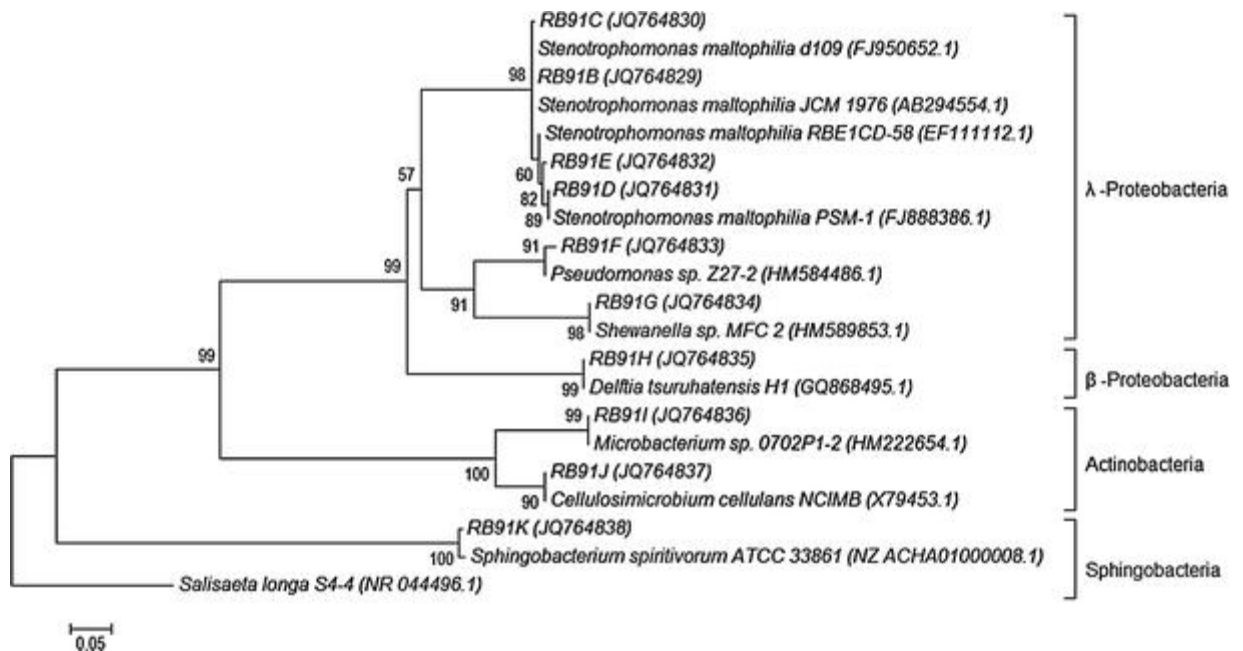 RB91C (JQ764830)
Stenotrophomonas maltophilia d109 (FJ950652.1)
98
RB91B (JQ764829)
Stenotrophomonas maltophilia JCM 1976 (AB294554.1)
Stenotrophomonas maltophilia RBE1CD-58 (EF111112.1)
57
60
RB91E (JQ764832)
82
RB91D (JQ764831)
89
Stenotrophomonas maltophilia PSM-1 (FJ888386.1)
λ -Proteobacteria
99
91
RB91F (JQ764833)
Pseudomonas sp. Z27-2 (HM584486.1)
91
RB91G (JQ764834)
98
Shewanella sp. MFC 2 (HM589853.1)
99
RB91H (JQ764835)
99
Delftia tsuruhatensis H1 (GQ868495.1)
β -Proteobacteria
99
RB91I (JQ764836)
Microbacterium sp. 0702P1-2 (HM222654.1)
100
RB91J (JQ764837)
90
Cellulosimicrobium cellulans NCIMB (X79453.1)
Actinobacteria
RB91K (JQ764838)
100
Sphingobacterium spiritivorum ATCC 33861 (NZ ACHA01000008.1)
Salisaeta longa S4-4 (NR 044496.1)
Sphingobacteria
0.05